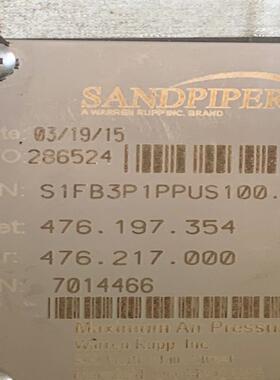 SANDPIPER
A WARREN RUPP INC. BRAND
te: 03/19/15
O: 286524
N: S1FB3P1PPUS100.
et: 476.197.354
r: 476.217.000
N: 7014466
Maximum Air Pressu
Warren Rupp, Inc.